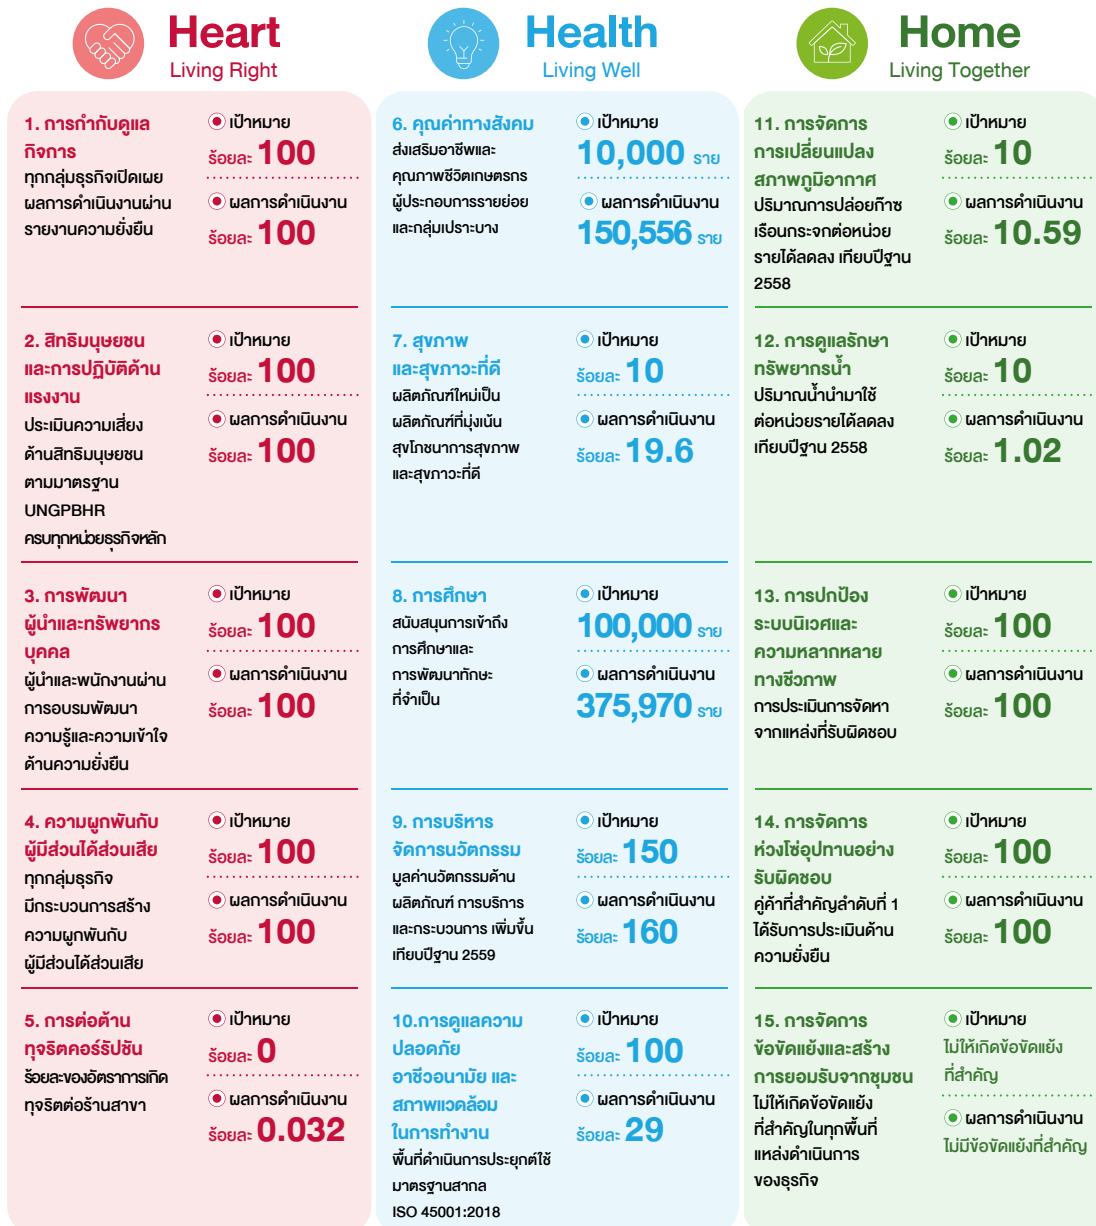 Heart
Living Right
1. การกำกับดูแล
กิจการ
ทุกกลุ่มธุรกิจเปิดเผย
ผลการดำเนินงานผ่าน
รายงานความยั่งยืน
เป้าหมาย
ร้อยละ 100
ผลการดำเนินงาน
ร้อยละ 100
2. สิทธิมนุษยชน
และการปฏิบัติด้าน
แรงงาน
ประเมินความเสี่ยง
ด้านสิทธิมนุษยชน
ตามมาตรฐาน
UNGPBHR
ครบทุกหน่วยธุรกิจหลัก
เป้าหมาย
ร้อยละ 100
ผลการดำเนินงาน
ร้อยละ 100
3. การพัฒนา
ผู้นำและทรัพยากร
บุคคล
ผู้นำและพนักงานผ่าน
การอบรมพัฒนา
ความรู้และความเข้าใจ
ด้านความยั่งยืน
เป้าหมาย
ร้อยละ 100
ผลการดำเนินงาน
ร้อยละ 100
4. ความผูกพันกับ
ผู้มีส่วนได้ส่วนเสีย
ทุกกลุ่มธุรกิจ
มีกระบวนการสร้าง
ความผูกพันกับ
ผู้มีส่วนได้ส่วนเสีย
เป้าหมาย
ร้อยละ 100
ผลการดำเนินงาน
ร้อยละ 100
5. การต่อต้าน
ทุจริตคอร์รัปชัน
ร้อยละของอัตราการเกิด
ทุจริตต่อร้านสาขา
เป้าหมาย
ร้อยละ 0
ผลการดำเนินงาน
ร้อยละ 0.032
Health
Living Well
6. คุณค่าทางสังคม
ส่งเสริมอาชีพและ
คุณภาพชีวิตเกษตรกร
ผู้ประกอบการรายย่อย
และกลุ่มเปราะบาง
เป้าหมาย
10,000 ราย
ผลการดำเนินงาน
150,556 ราย
7. สุขภาพ
และสุขภาวะที่ดี
ผลิตภัณฑ์ใหม่เป็น
ผลิตภัณฑ์ที่มุ่งเน้น
สุขโภชนาการสุขภาพ
และสุขภาวะที่ดี
เป้าหมาย
ร้อยละ 10
ผลการดำเนินงาน
ร้อยละ 19.6
8. การศึกษา
สนับสนุนการเข้าถึง
การศึกษาและ
การพัฒนาทักษะ
ที่จำเป็น
เป้าหมาย
100,000 ราย
ผลการดำเนินงาน
375,970 ราย
9. การบริหาร
จัดการนวัตกรรม
มูลค่านวัตกรรมด้าน
ผลิตภัณฑ์ การบริการ
และกระบวนการ เพิ่มขึ้น
เทียบปีฐาน 2559
เป้าหมาย
ร้อยละ 150
ผลการดำเนินงาน
ร้อยละ 160
10.การดูแลความ
ปลอดภัย
อาชีวอนามัย และ
สภาพแวดล้อม
ในการทำงาน
พื้นที่ดำเนินการประยุกต์ใช้
มาตรฐานสากล
ISO 45001:2018
เป้าหมาย
ร้อยละ 100
ผลการดำเนินงาน
ร้อยละ 29
Home
Living Together
11. การจัดการ
การเปลี่ยนแปลง
สภาพภูมิอากาศ
ปริมาณการปล่อยก๊าซ
เรือนกระจกต่อหน่วย
รายได้ลดลง เทียบปีฐาน
2558
เป้าหมาย
ร้อยละ 10
ผลการดำเนินงาน
ร้อยละ 10.59
12. การดูแลรักษา
ทรัพยากรน้ำ
ปริมาณน้ำนำมาใช้
ต่อหน่วยรายได้ลดลง
เทียบปีฐาน 2558
เป้าหมาย
ร้อยละ 10
ผลการดำเนินงาน
ร้อยละ 1.02
13. การปกป้อง
ระบบนิเวศและ
ความหลากหลาย
ทางชีวภาพ
การประเมินการจัดหา
จากแหล่งที่รับผิดชอบ
เป้าหมาย
ร้อยละ 100
ผลการดำเนินงาน
ร้อยละ 100
14. การจัดการ
ห่วงโซ่อุปทานอย่าง
รับผิดชอบ
คู่ค้าที่สำคัญลำดับที่ 1
ได้รับการประเมินด้าน
ความยั่งยืน
เป้าหมาย
ร้อยละ 100
ผลการดำเนินงาน
ร้อยละ 100
15. การจัดการ
ข้อขัดแย้งและสร้าง
การยอมรับจากชุมชน
ไม่ให้เกิดข้อขัดแย้ง
ที่สำคัญในทุกพื้นที่
แหล่งดำเนินการ
ของธุรกิจ
เป้าหมาย
ไม่ให้เกิดข้อขัดแย้ง
ที่สำคัญ
ผลการดำเนินงาน
ไม่มีข้อขัดแย้งที่สำคัญ